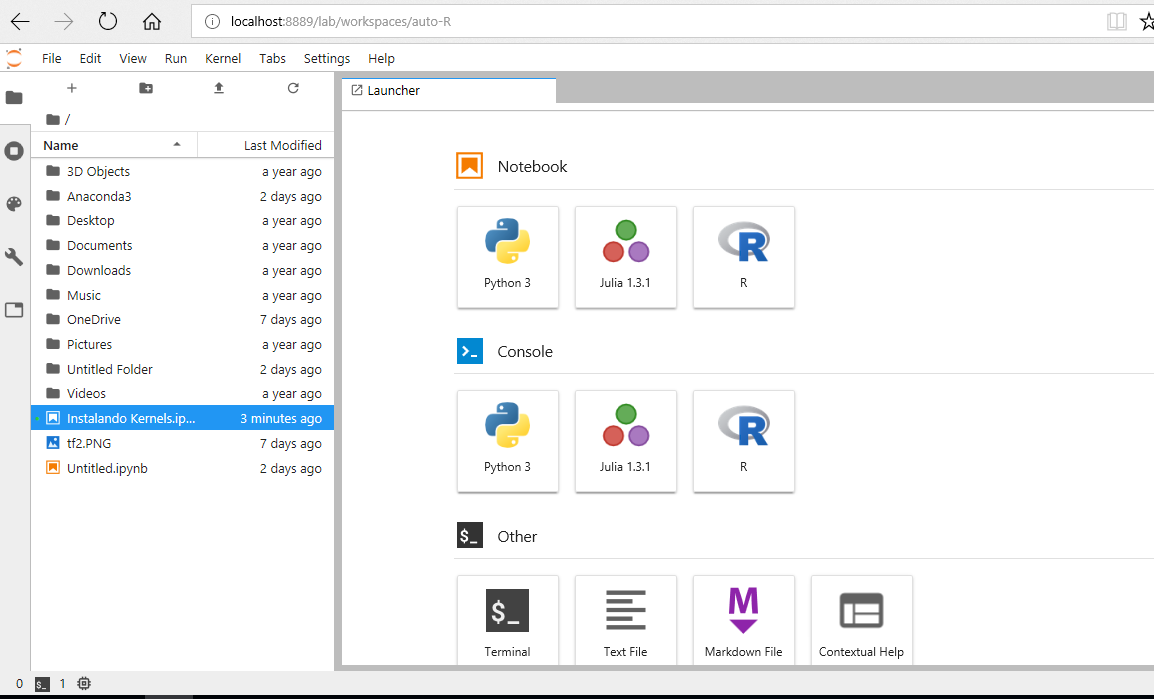 localhost:8889/lab/workspaces/auto-R
File Edit View Run Kernel Tabs Settings Help
Launcher
/
Name Last Modified
3D Objects a year ago
Anaconda3 2 days ago
Desktop a year ago
Documents a year ago
Downloads a year ago
Music a year ago
OneDrive 7 days ago
Pictures a year ago
Untitled Folder 2 days ago
Videos a year ago
Instalando Kernels.ip... 3 minutes ago
tf2.PNG 7 days ago
Untitled.ipynb 2 days ago
Notebook
Python 3 Julia 1.3.1 R
Console
Python 3 Julia 1.3.1 R
$_ Other
$_ M
Terminal Text File Markdown File Contextual Help
0 $_ 1